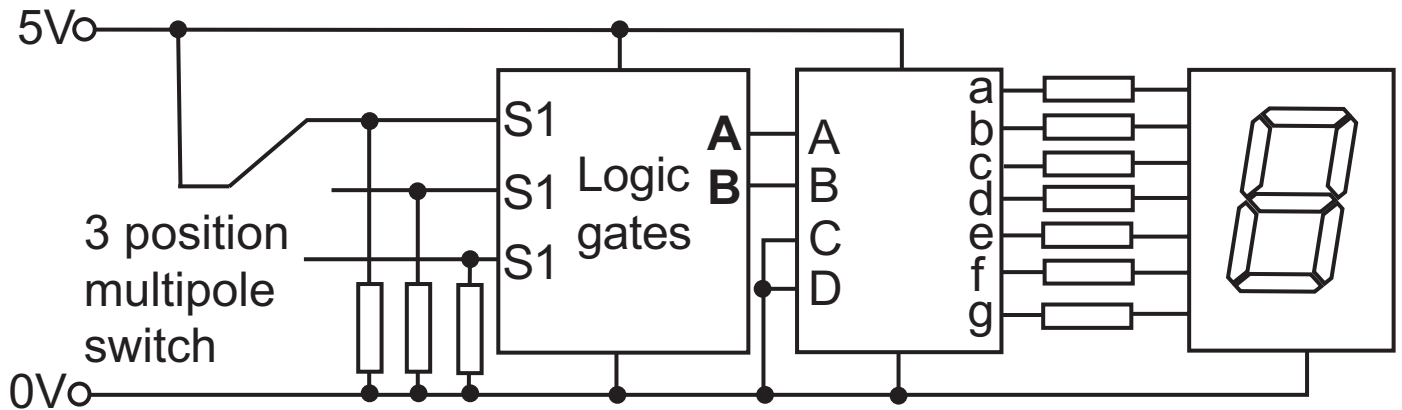 5V
S1
S1
S1
Logic
gates
A
B
A
B
C
D
a
b
c
d
e
f
g
3 position
multipole
switch
0V